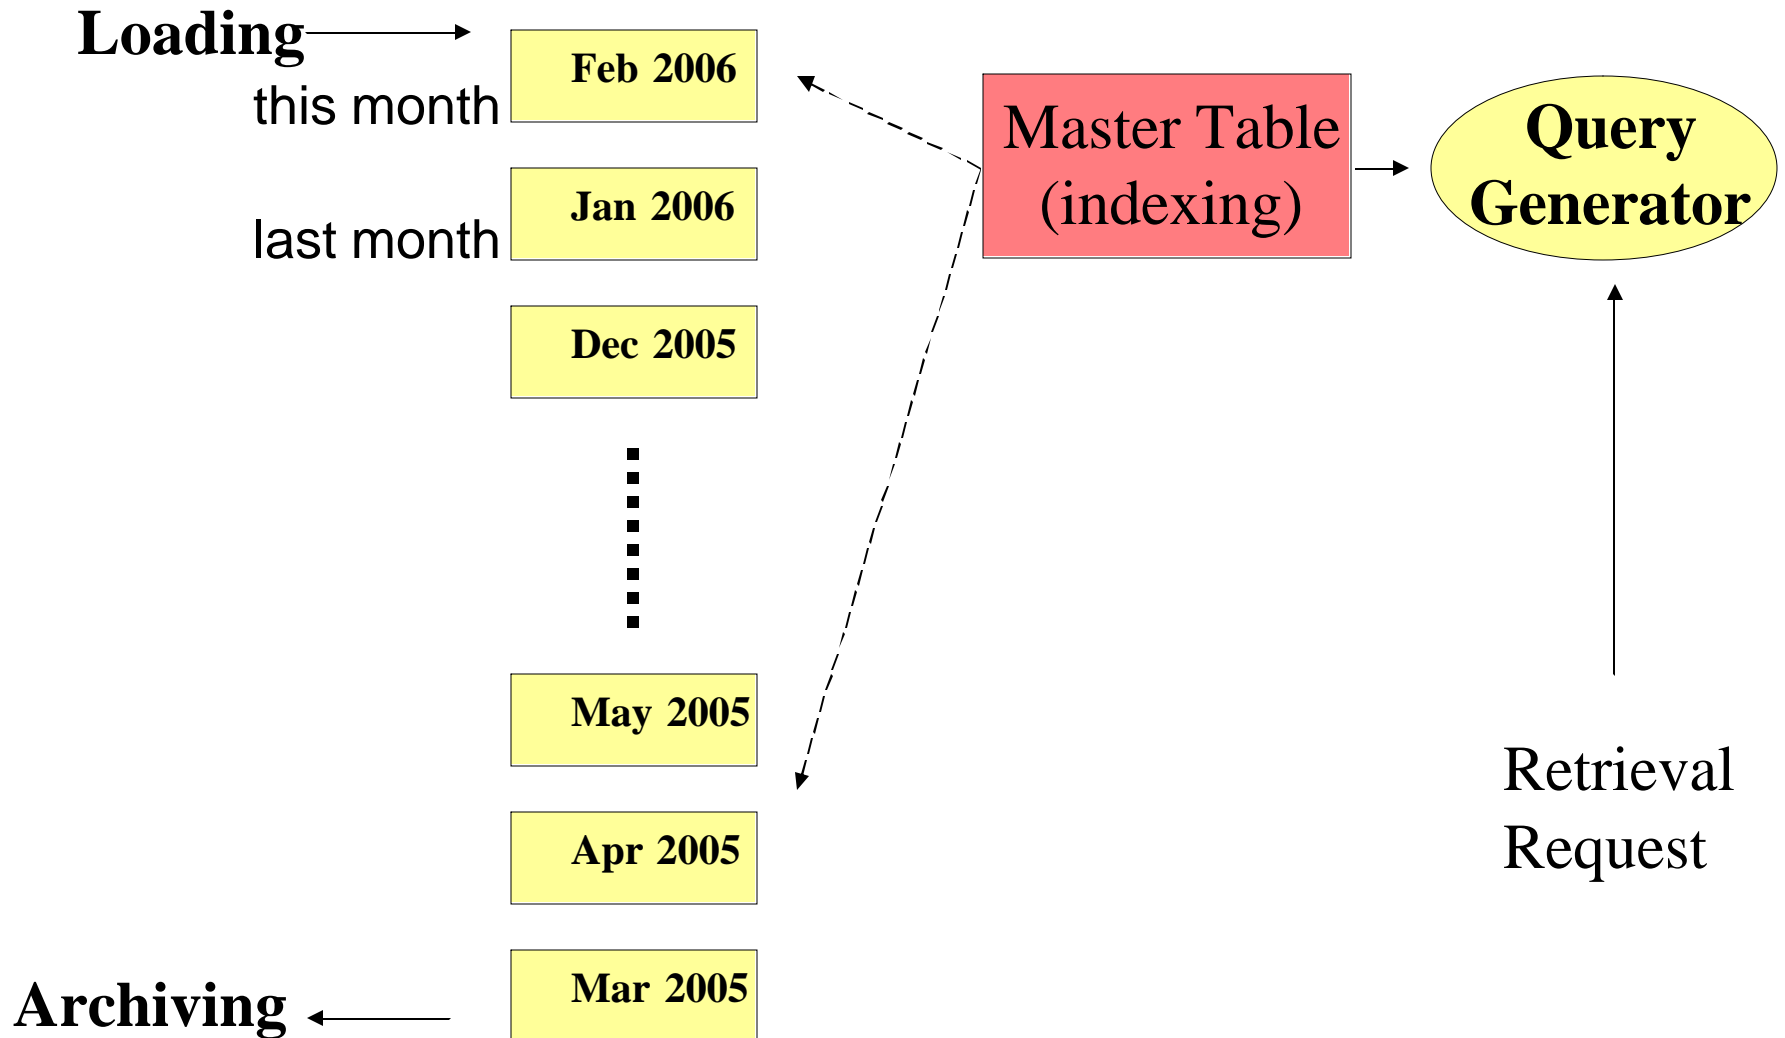 Loading
this month
Feb 2006
last month
Jan 2006
Dec 2005
May 2005
Apr 2005
Mar 2005
Archiving
Master Table
(indexing)
Query
Generator
Retrieval
Request